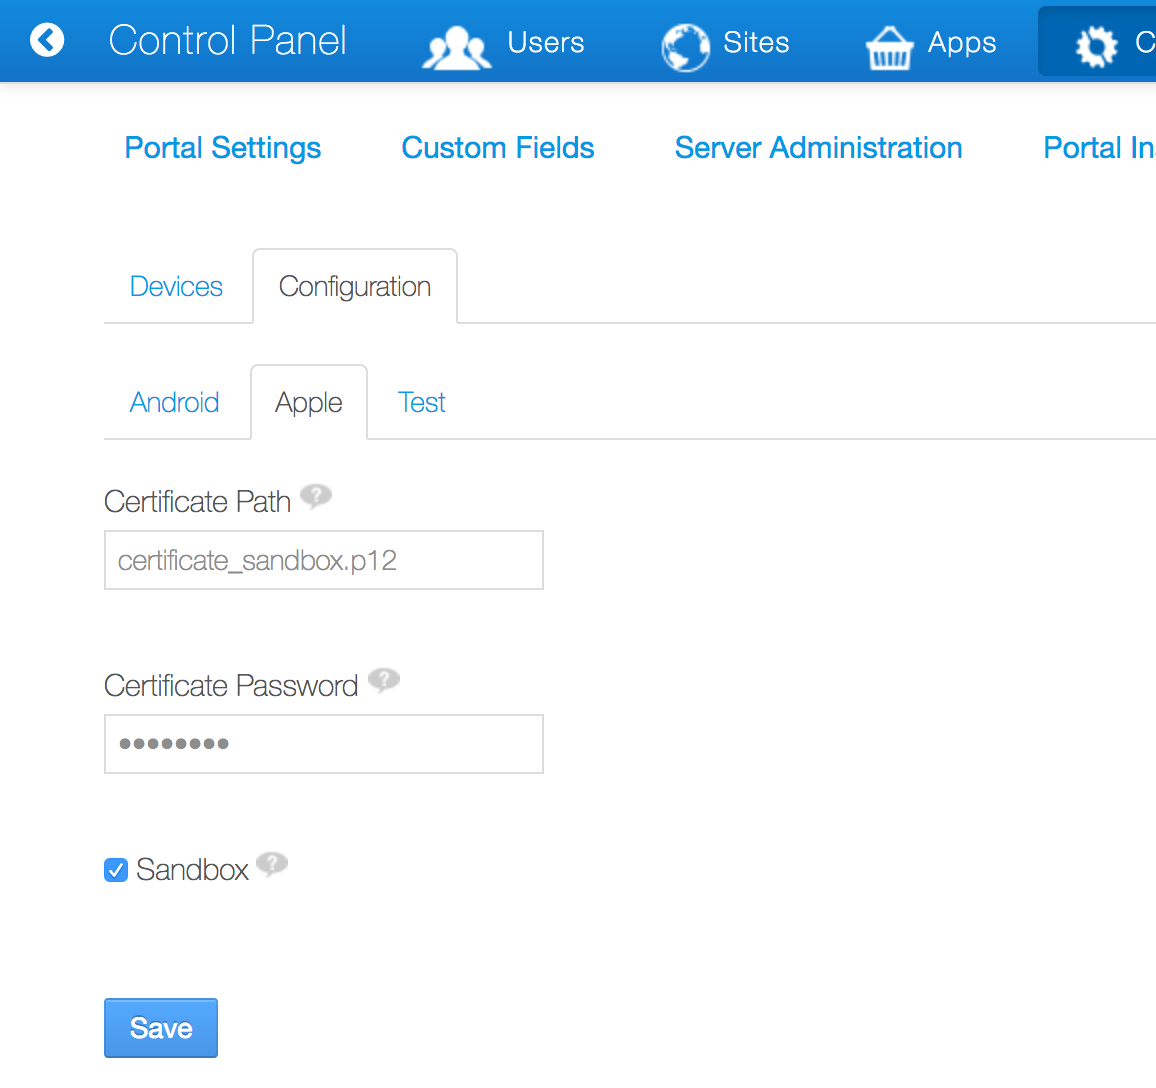 Control Panel Users Sites Apps C
Portal Settings Custom Fields Server Administration Portal In
Devices Configuration
Android Apple Test
Certificate Path ?
certificate_sandbox.p12
Certificate Password ?
••••••••
Sandbox ?
Save